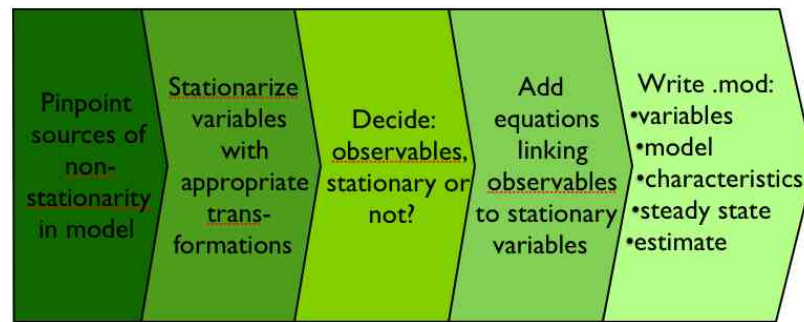 Pinpoint
sources of
non-
stationarity
in model
Stationarize
variables
with
appropriate
trans-
formations
Decide:
observables,
stationary or
not?
Add
equations
linking
observables
to stationary
variables
Write .mod:
•variables
•model
•characteristics
•steady state
•estimate